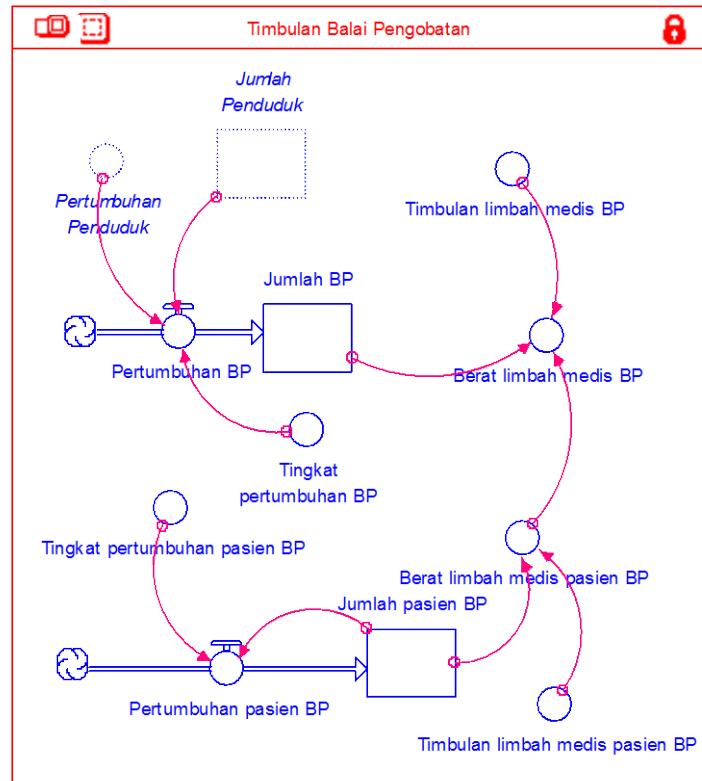 Timbulan Balai Pengobatan
Jumlah
Penduduk
Pertumbuhan
Penduduk
Timbulan limbah medis BP
Jumlah BP
Pertumbuhan BP
Berat limbah medis BP
Tingkat
pertumbuhan BP
Tingkat pertumbuhan pasien BP
Berat limbah medis pasien BP
Jumlah pasien BP
Pertumbuhan pasien BP
Timbulan limbah medis pasien BP